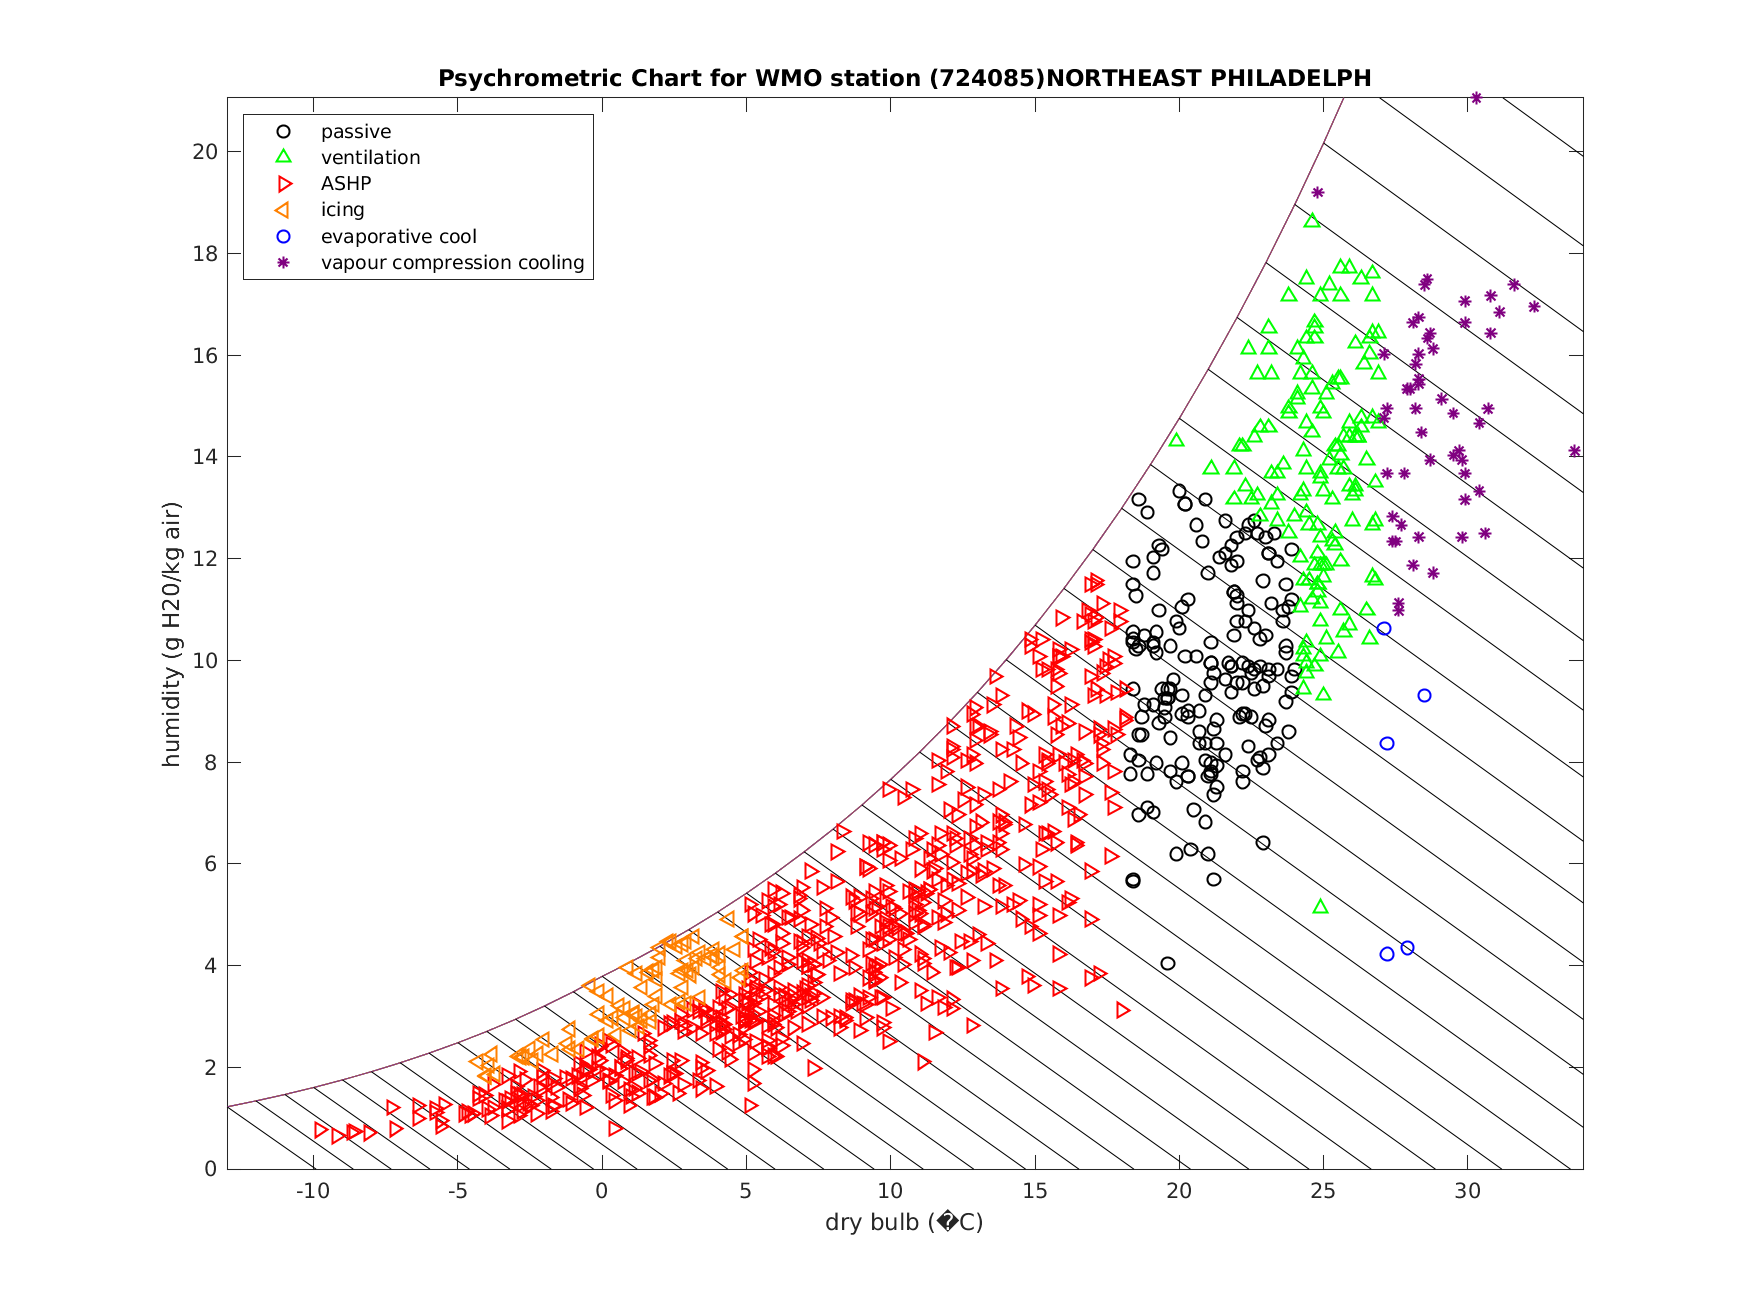 Psychrometric Chart for WMO station (724085)NORTHEAST PHILADELPH
passive
ventilation
ASHP
icing
evaporative cool
vapour compression cooling
humidity (g H20/kg air)
20
18
16
14
12
10
8
6
4
2
0
-10 -5 0 5 10 15 20 25 30
dry bulb (�C)